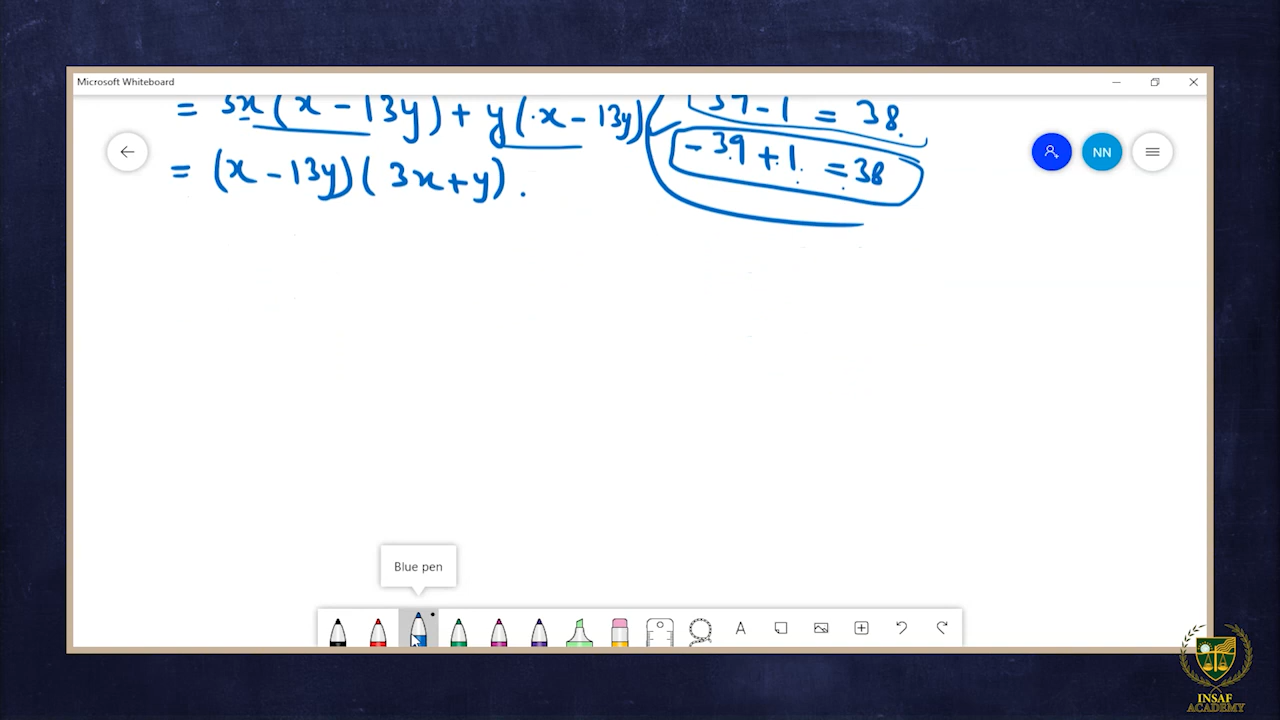 Microsoft Whiteboard
= 3x(x - 13y) + y(x - 13y)
39 - 1 = 38
- 39 + 1 = 38
= (x - 13y)(3x + y).
NN
Blue pen
A
INSAF
ACADEMY